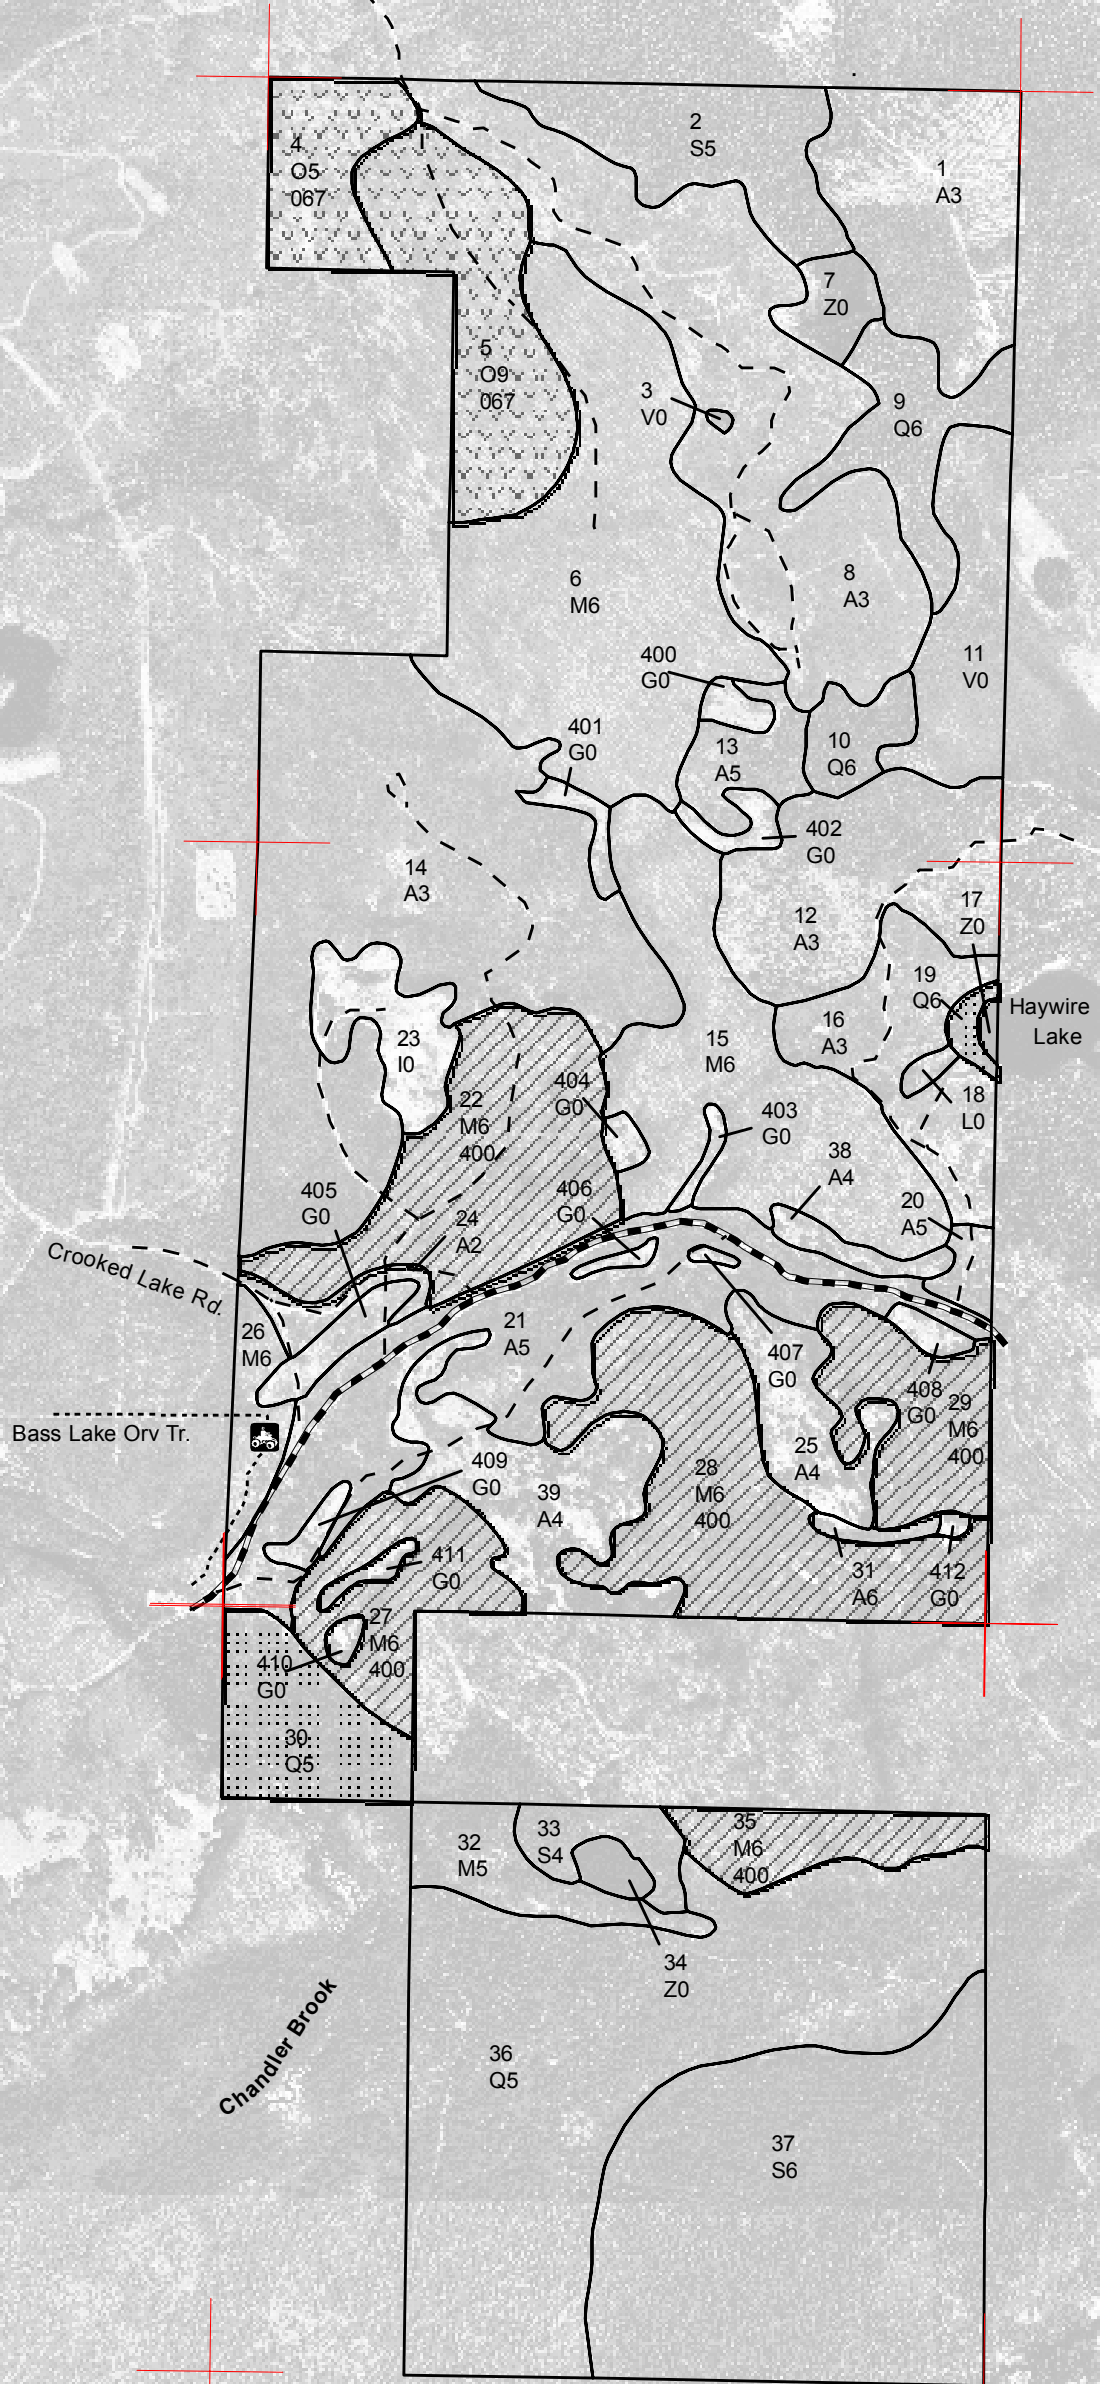 2
S5
1
A3
4
O5
067
7
Z0
5
O9
067
3
V0
9
Q6
6
M6
8
A3
400
G0
11
V0
401
G0
13
A5
10
Q6
402
G0
14
A3
12
A3
17
Z0
19
Q6
Haywire
Lake
16
A3
15
M6
23
I0
404
G0
22
M6
400
18
L0
403
G0
38
A4
405
G0
406
G0
20
A5
24
A2
Crooked Lake Rd.
26
M6
21
A5
407
G0
408
G0
29
M6
400
Bass Lake Orv Tr.
25
A4
409
G0
28
M6
400
39
A4
411
G0
31
A6
412
G0
27
M6
400
410
G0
30
Q5
35
M6
400
33
S4
32
M5
34
Z0
Chandler Brook
36
Q5
37
S6